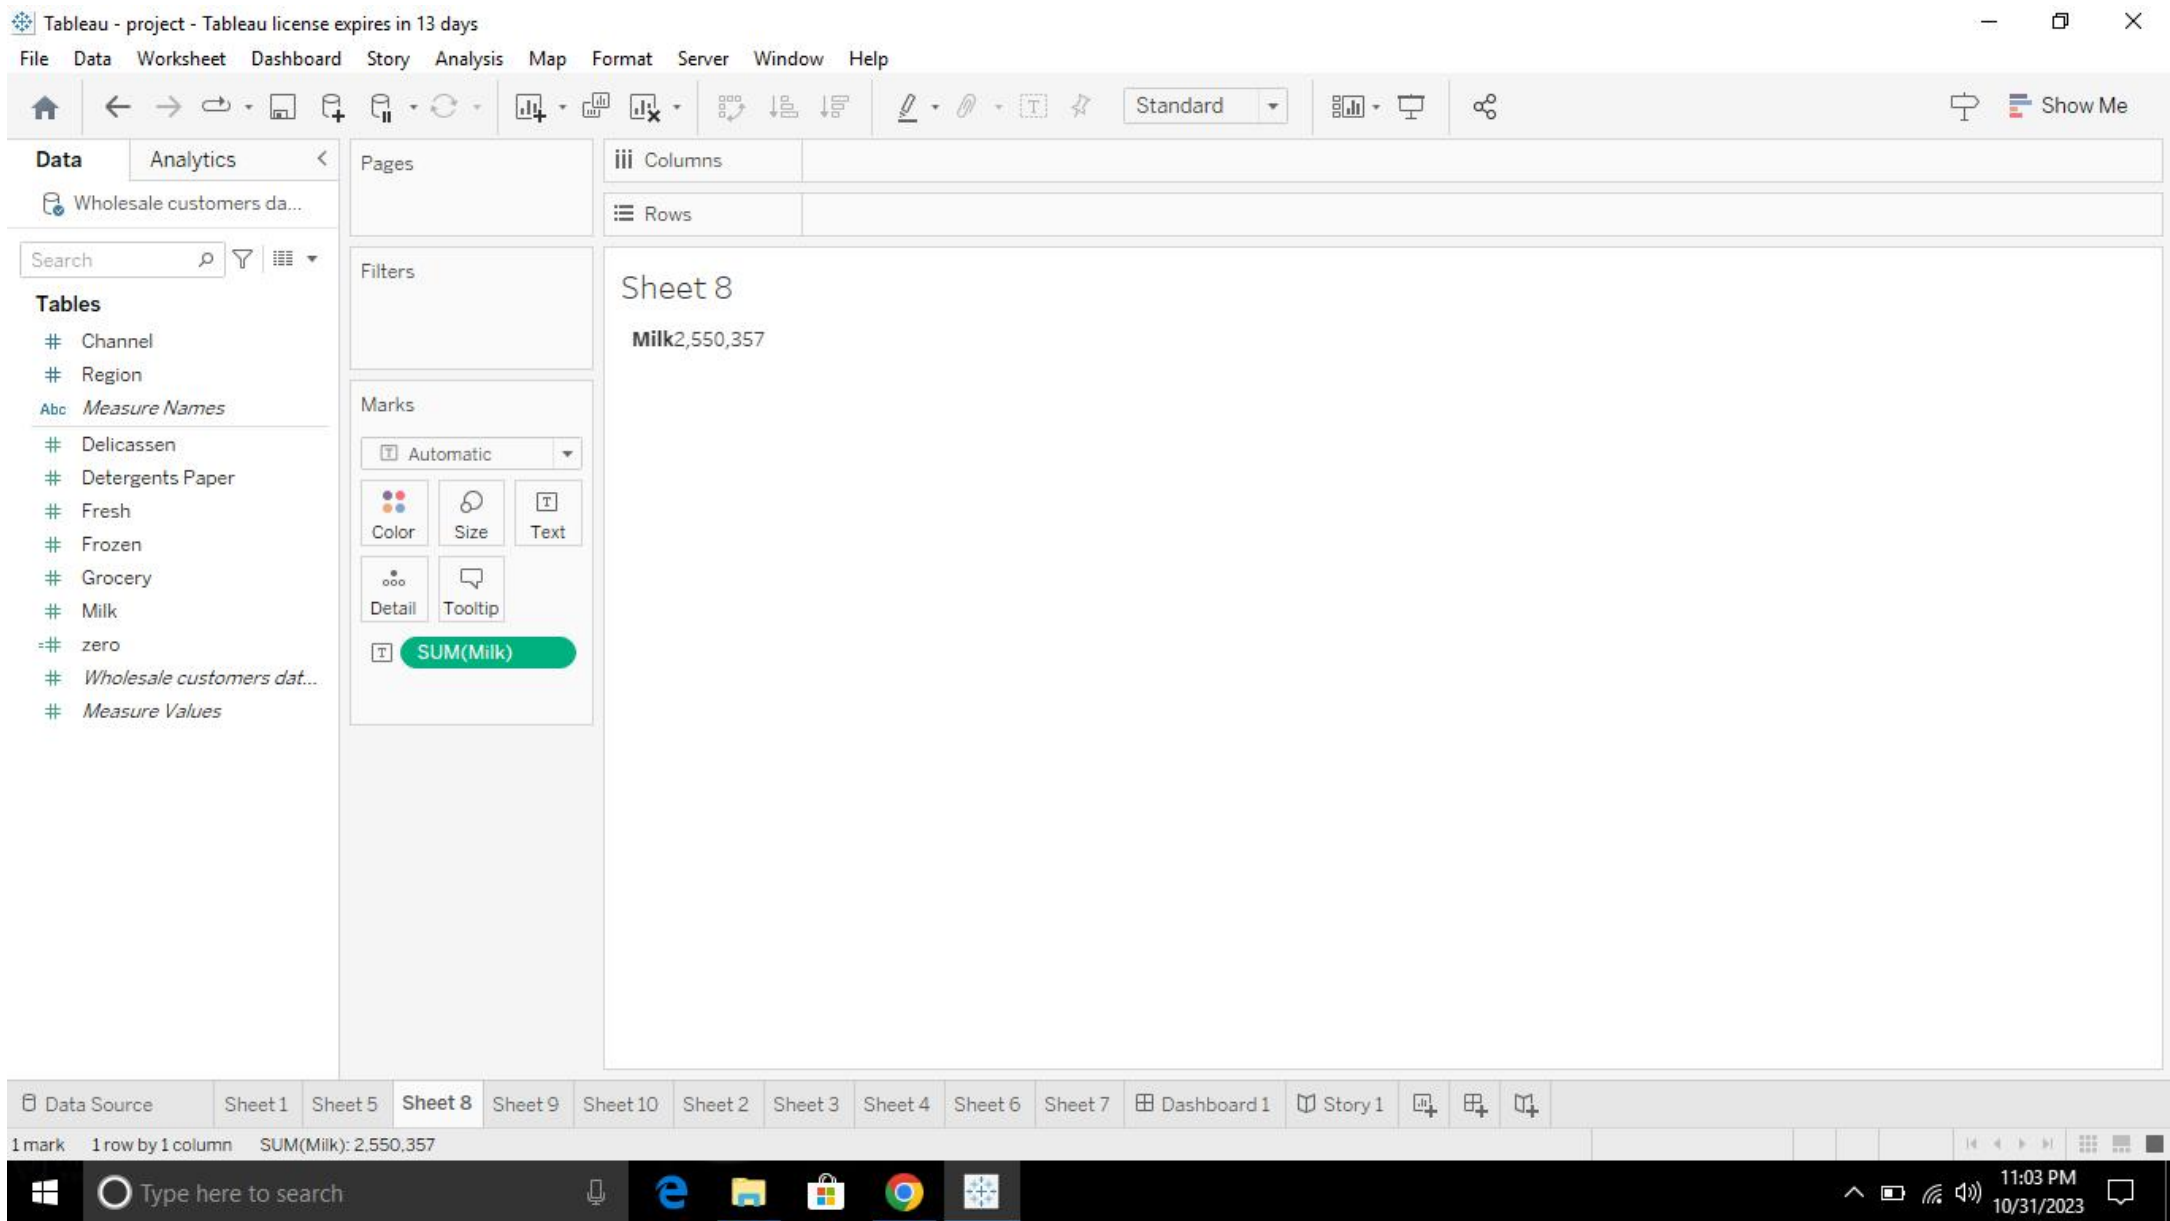 Tableau - project - Tableau license expires in 13 days
File Data Worksheet Dashboard Story Analysis Map Format Server Window Help
Standard
Show Me
Data
Analytics
Wholesale customers da...
Search
Tables
Channel
Region
Abc Measure Names
Delicassen
Detergents Paper
Fresh
Frozen
Grocery
Milk
=# zero
Wholesale customers dat...
Measure Values
Pages
Filters
Marks
Automatic
Color
Size
Text
Detail
Tooltip
SUM(Milk)
iii Columns
Rows
Sheet 8
Milk2,550,357
Data Source Sheet 1 Sheet 5 Sheet 8 Sheet 9 Sheet 10 Sheet 2 Sheet 3 Sheet 4 Sheet 6 Sheet 7 Dashboard 1 Story 1
1 mark 1 row by 1 column SUM(Milk): 2,550,357
Type here to search
11:03 PM
10/31/2023